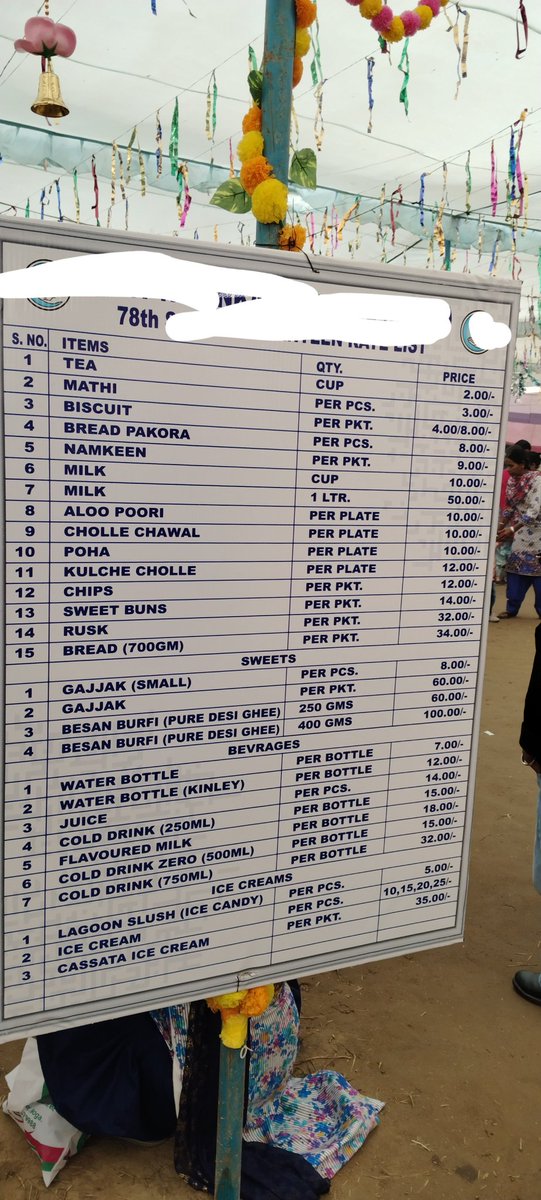 78th
RATE LIST
S. NO. ITEMS QTY. PRICE
1 TEA CUP 2.00/-
2 MATHI PER PCS. 3.00/-
3 BISCUIT PER PKT. 4.00/8.00/-
4 BREAD PAKORA PER PCS. 8.00/-
5 NAMKEEN PER PKT. 9.00/-
6 MILK CUP 10.00/-
7 MILK 1 LTR. 50.00/-
8 ALOO POORI PER PLATE 10.00/-
9 CHOLLE CHAWAL PER PLATE 10.00/-
10 POHA PER PLATE 10.00/-
11 KULCHE CHOLLE PER PLATE 12.00/-
12 CHIPS PER PKT. 12.00/-
13 SWEET BUNS PER PKT. 14.00/-
14 RUSK PER PKT. 32.00/-
15 BREAD (700GM) PER PKT. 34.00/-
SWEETS
1 GAJJAK (SMALL) PER PCS. 8.00/-
2 GAJJAK PER PKT. 60.00/-
3 BESAN BURFI (PURE DESI GHEE) 250 GMS 60.00/-
4 BESAN BURFI (PURE DESI GHEE) 400 GMS 100.00/-
BEVRAGES
1 WATER BOTTLE PER BOTTLE 7.00/-
2 WATER BOTTLE (KINLEY) PER BOTTLE 12.00/-
3 JUICE PER PCS. 14.00/-
4 COLD DRINK (250ML) PER BOTTLE 15.00/-
5 FLAVOURED MILK PER BOTTLE 18.00/-
6 COLD DRINK ZERO (500ML) PER BOTTLE 15.00/-
7 COLD DRINK (750ML) PER BOTTLE 32.00/-
ICE CREAMS
1 LAGOON SLUSH (ICE CANDY) PER PCS. 5.00/-
2 ICE CREAM PER PCS. 10,15,20,25/-
3 CASSATA ICE CREAM PER PKT. 35.00/-